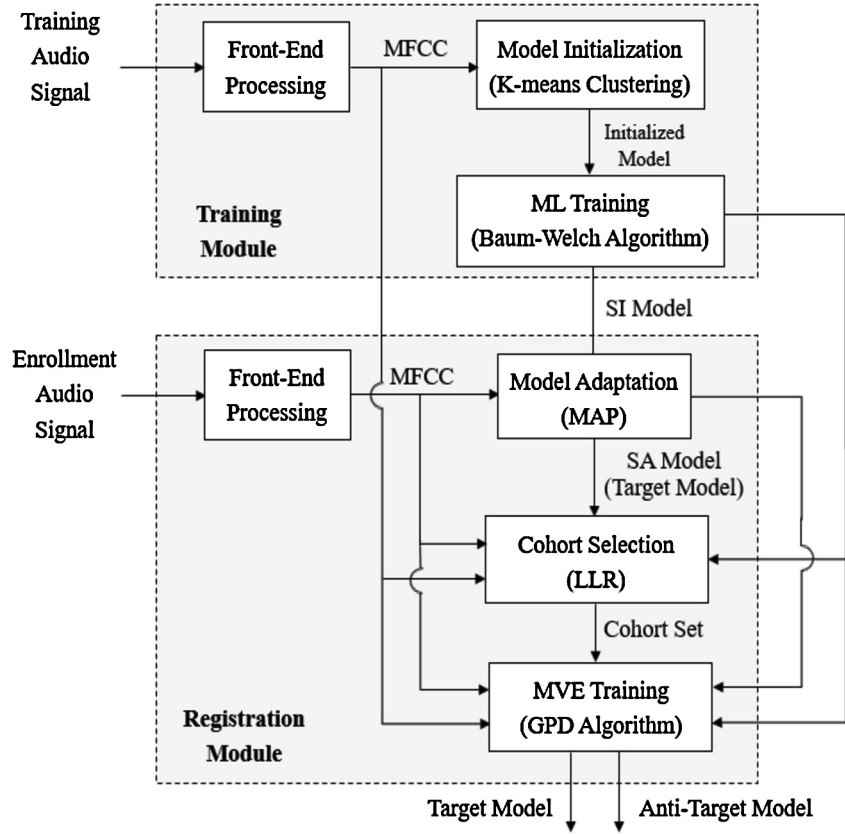 Training
Audio
Signal
Front-End
Processing
MFCC
Model Initialization
(K-means Clustering)
Initialized
Model
ML Training
(Baum-Welch Algorithm)
Training
Module
SI Model
Enrollment
Audio
Signal
Front-End
Processing
MFCC
Model Adaptation
(MAP)
SA Model
(Target Model)
Cohort Selection
(LLR)
Cohort Set
MVE Training
(GPD Algorithm)
Registration
Module
Target Model
Anti-Target Model